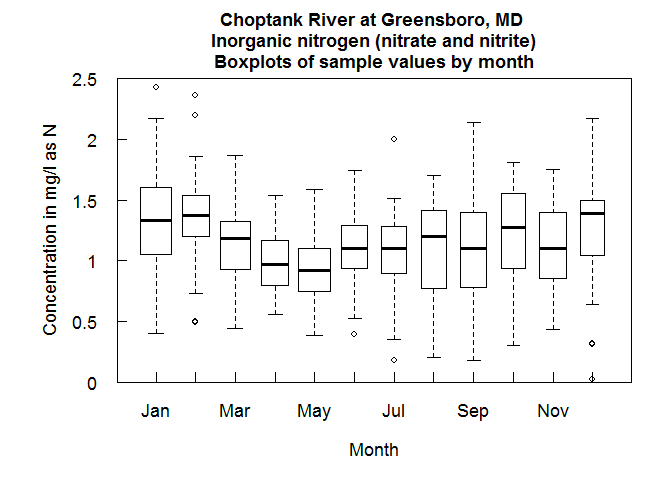 Choptank River at Greensboro, MD
Inorganic nitrogen (nitrate and nitrite)
Boxplots of sample values by month
Concentration in mg/l as N
2.5
2
1.5
1
0.5
0
Jan Mar May Jul Sep Nov
Month